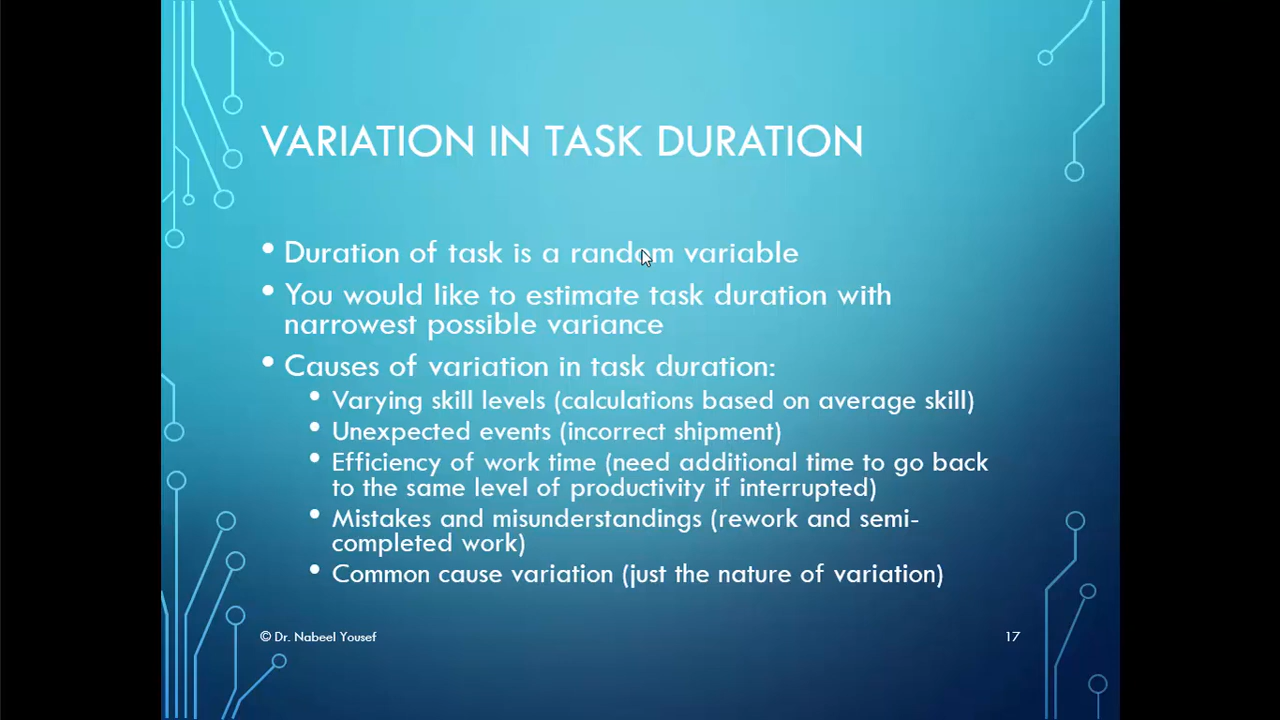 VARIATION IN TASK DURATION
• Duration of task is a random variable
• You would like to estimate task duration with
narrowest possible variance
• Causes of variation in task duration:
• Varying skill levels (calculations based on average skill)
• Unexpected events (incorrect shipment)
• Efficiency of work time (need additional time to go back
to the same level of productivity if interrupted)
• Mistakes and misunderstandings (rework and semi-
completed work)
• Common cause variation (just the nature of variation)
© Dr. Nabeel Yousef
17